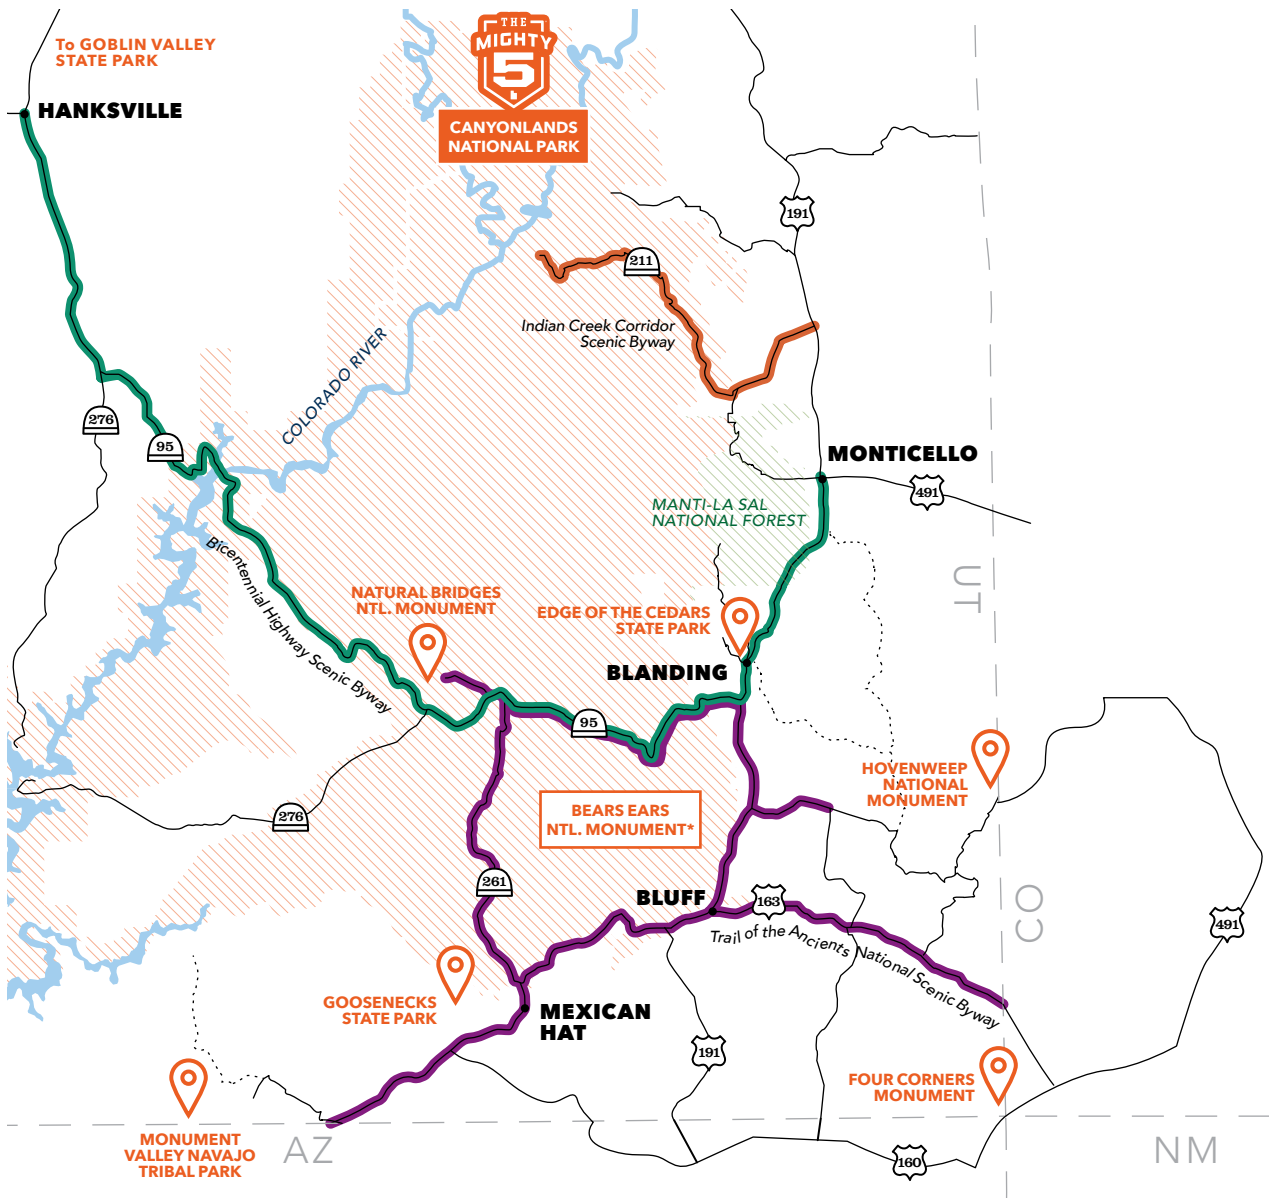 To GOBLIN VALLEY
STATE PARK
HANKSVILLE
THE
MIGHTY
5
CANYONLANDS
NATIONAL PARK
191
211
Indian Creek Corridor
Scenic Byway
COLORADO RIVER
276
95
MONTICELLO
491
MANTI-LA SAL
NATIONAL FOREST
Bicentennial Highway Scenic Byway
NATURAL BRIDGES
NTL. MONUMENT
EDGE OF THE CEDARS
STATE PARK
UT
BLANDING
95
HOVENWEEP
NATIONAL
MONUMENT
276
BEARS EARS
NTL. MONUMENT*
261
BLUFF
163
CO
491
Trail of the Ancients National Scenic Byway
GOOSENECKS
STATE PARK
MEXICAN
HAT
191
FOUR CORNERS
MONUMENT
MONUMENT
VALLEY NAVAJO
TRIBAL PARK
AZ
160
NM